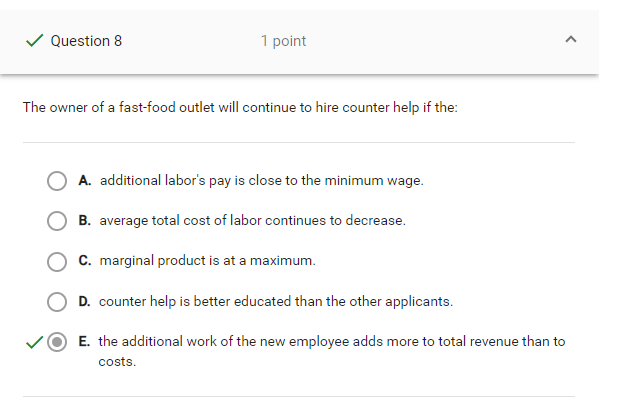 Question 8 1 point
The owner of a fast-food outlet will continue to hire counter help if the:
A. additional labor's pay is close to the minimum wage.
B. average total cost of labor continues to decrease.
C. marginal product is at a maximum.
D. counter help is better educated than the other applicants.
E. the additional work of the new employee adds more to total revenue than to
costs.